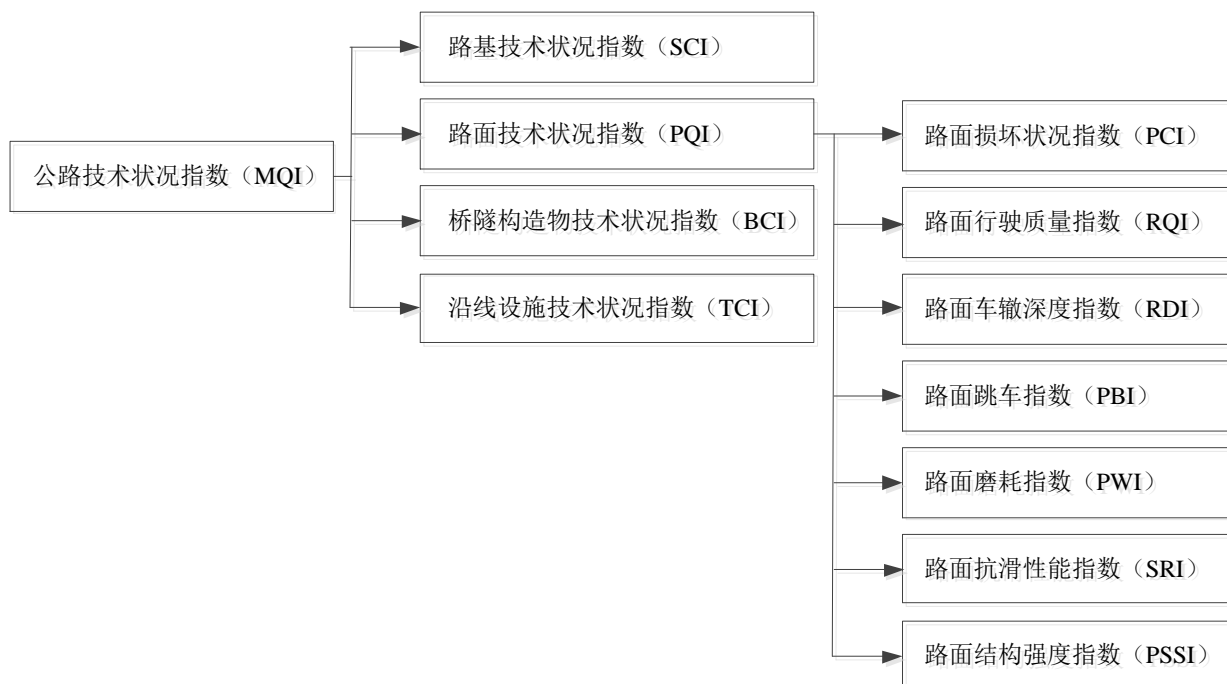 公路技术状况指数（MQI）
路基技术状况指数（SCI）
路面技术状况指数（PQI）
桥隧构造物技术状况指数（BCI）
沿线设施技术状况指数（TCI）
路面损坏状况指数（PCI）
路面行驶质量指数（RQI）
路面车辙深度指数（RDI）
路面跳车指数（PBI）
路面磨耗指数（PWI）
路面抗滑性能指数（SRI）
路面结构强度指数（PSSI）